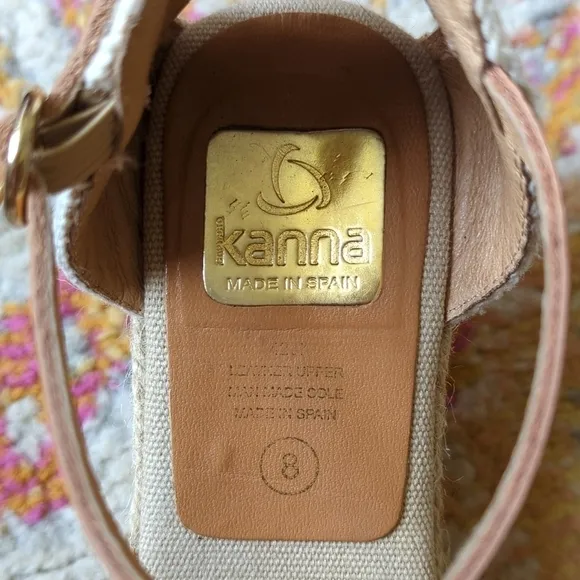 kanna
MADE IN SPAIN
LEATHER UPPER
MAN MADE SOLE
MADE IN SPAIN
8